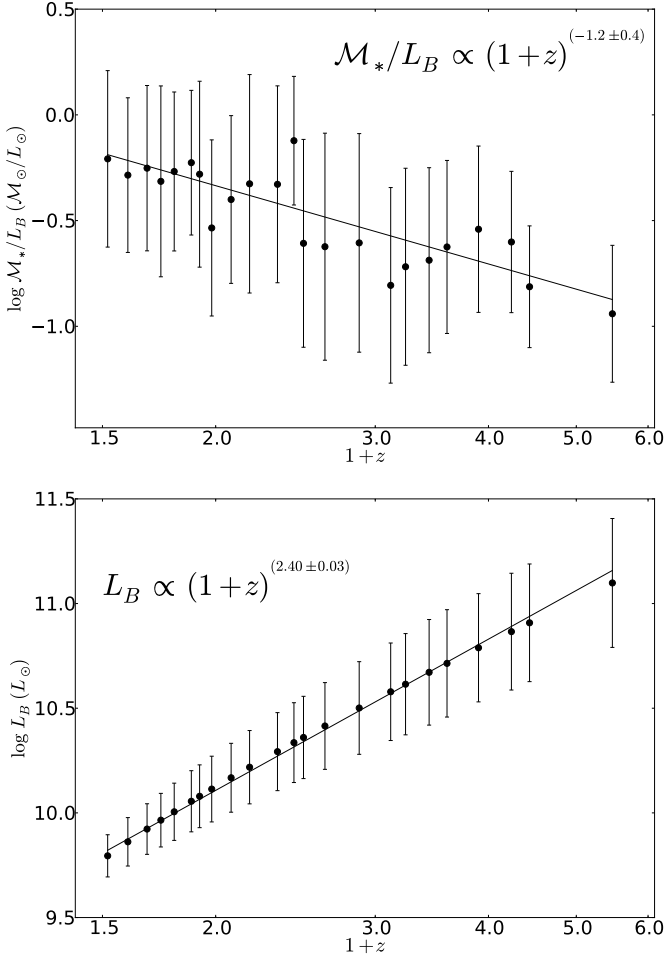 0.5
ℳ∗/L_B ∝ (1+z)^(−1.2±0.4)
0.0
−0.5
−1.0
log ℳ∗/L_B (ℳ⊙/L⊙)
1.5 2.0 3.0 4.0 5.0 6.0
1+z
11.5
L_B ∝ (1+z)^(2.40±0.03)
11.0
10.5
10.0
9.5
log L_B (L⊙)
1.5 2.0 3.0 4.0 5.0 6.0
1+z